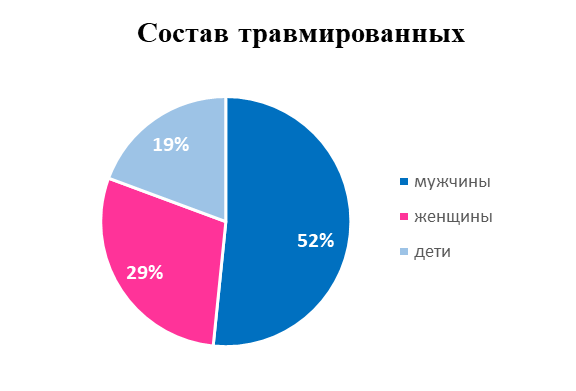 Состав травмированных
19%
52%
29%
мужчины
женщины
дети